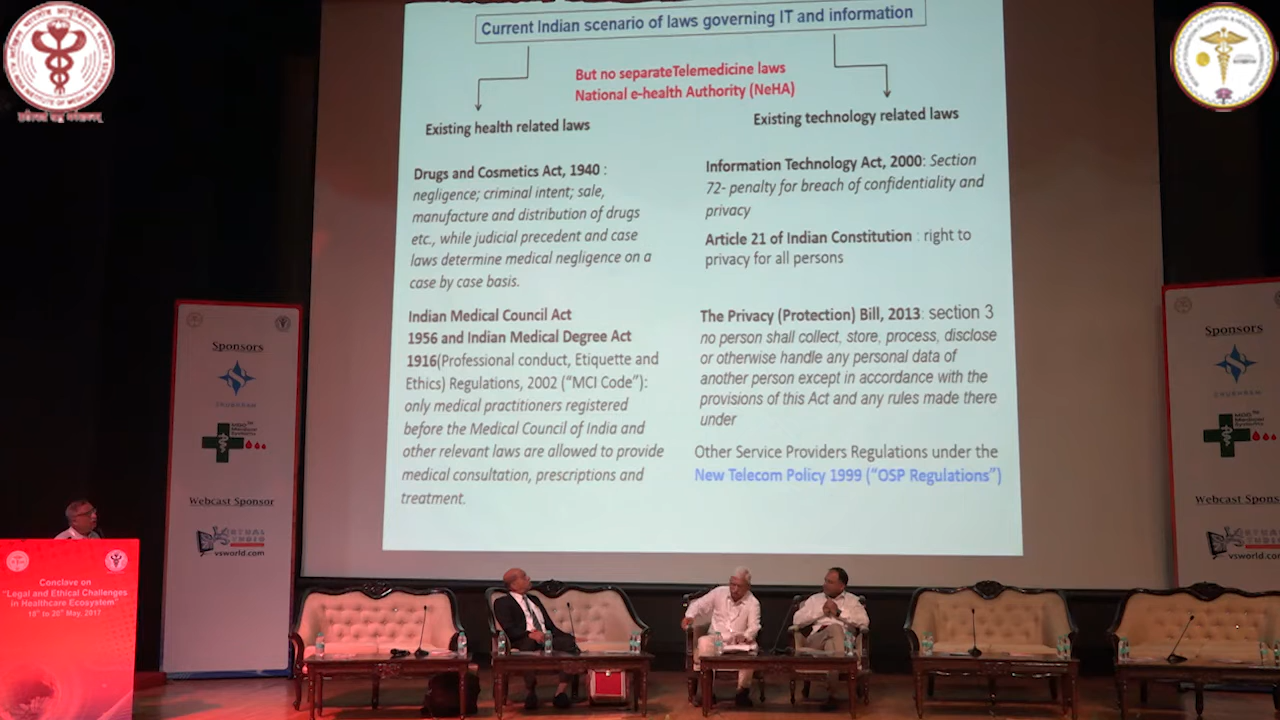 Current Indian scenario of laws governing IT and information
But no separateTelemedicine laws
National e-health Authority (NeHA)
Existing health related laws
Drugs and Cosmetics Act, 1940 :
negligence; criminal intent; sale,
manufacture and distribution of drugs
etc., while judicial precedent and case
laws determine medical negligence on a
case by case basis.
Indian Medical Council Act
1956 and Indian Medical Degree Act
1916(Professional conduct, Etiquette and
Ethics) Regulations, 2002 ("MCI Code"):
only medical practitioners registered
before the Medical Council of India and
other relevant laws are allowed to provide
medical consultation, prescriptions and
treatment.
Existing technology related laws
Information Technology Act, 2000: Section
72- penalty for breach of confidentiality and
privacy
Article 21 of Indian Constitution : right to
privacy for all persons
The Privacy (Protection) Bill, 2013: section 3
no person shall collect, store, process, disclose
or otherwise handle any personal data of
another person except in accordance with the
provisions of this Act and any rules made there
under
Other Service Providers Regulations under the
New Telecom Policy 1999 ("OSP Regulations")
Sponsors
Webcast Sponsor
vsworld.com
Conclave on
"Legal and Ethical Challenges
in Healthcare Ecosystem"
18th to 20th May, 2017
Sponsors
Webcast Spons
vsworld.com